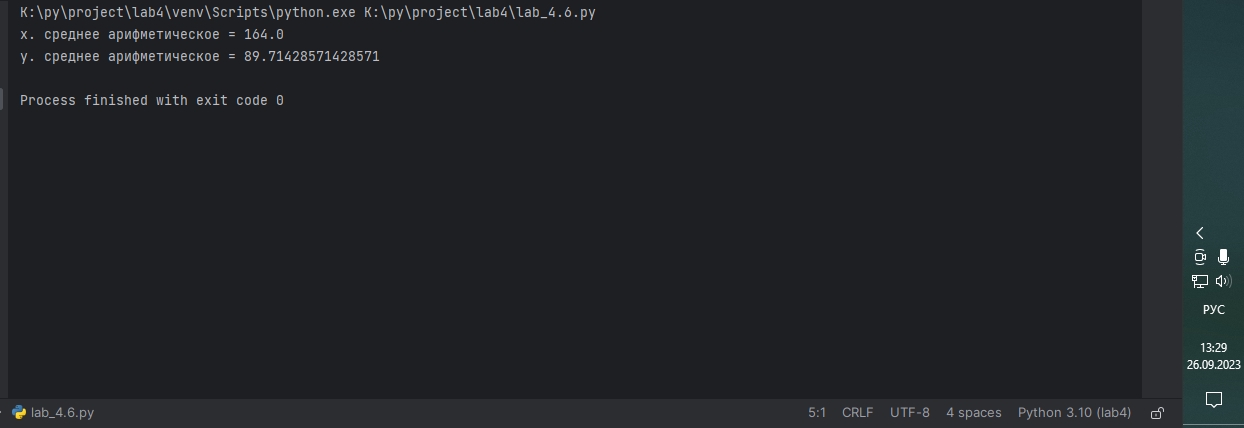 K:\py\project\lab4\venv\Scripts\python.exe K:\py\project\lab4\lab_4.6.py
x. среднее арифметическое = 164.0
y. среднее арифметическое = 89.71428571428571
Process finished with exit code 0
РУС
13:29
26.09.2023
lab_4.6.py
5:1 CRLF UTF-8 4 spaces Python 3.10 (lab4)